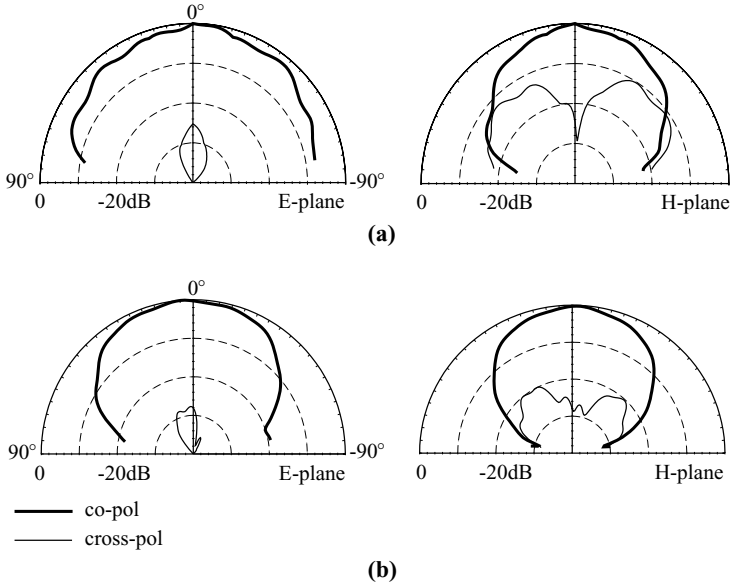 0°
90° -90°
0 -20dB E-plane 0 -20dB H-plane
(a)
0°
90° -90°
0 -20dB E-plane 0 -20dB H-plane
co-pol
cross-pol
(b)